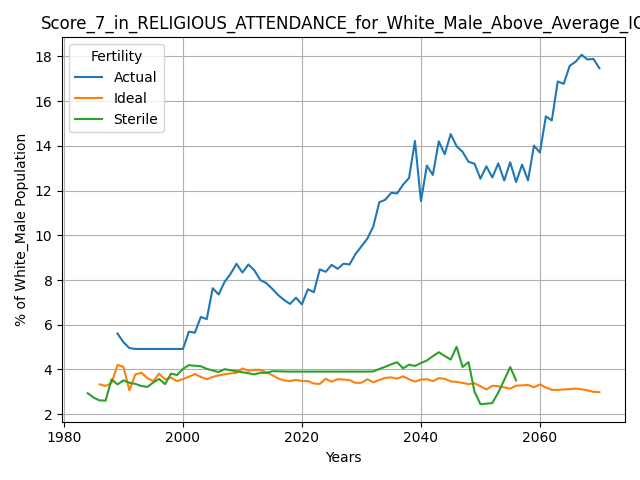 Score_7_in_RELIGIOUS_ATTENDANCE_for_White_Male_Above_Average_IQ
Fertility
Actual
Ideal
Sterile
% of White_Male Population
18
16
14
12
10
8
6
4
2
1980
2000
2020
2040
2060
Years